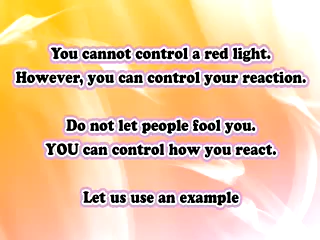 You cannot control a red light.
However, you can control your reaction.
Do not let people fool you.
YOU can control how you react.
Let us use an example